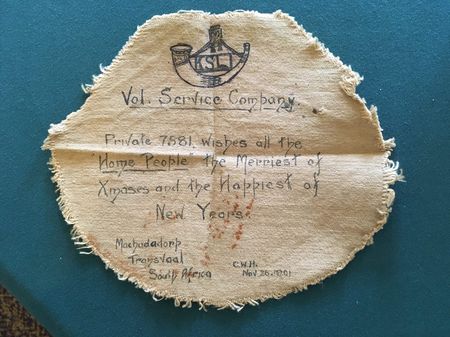 KSLI
Vol. Service Company.
Private 7581, wishes all the
"Home People" the Merriest of
Xmases and the Happiest of
New Years.
Machadadorp
Transvaal
South Africa
C.W.H.
Nov 26. 1901